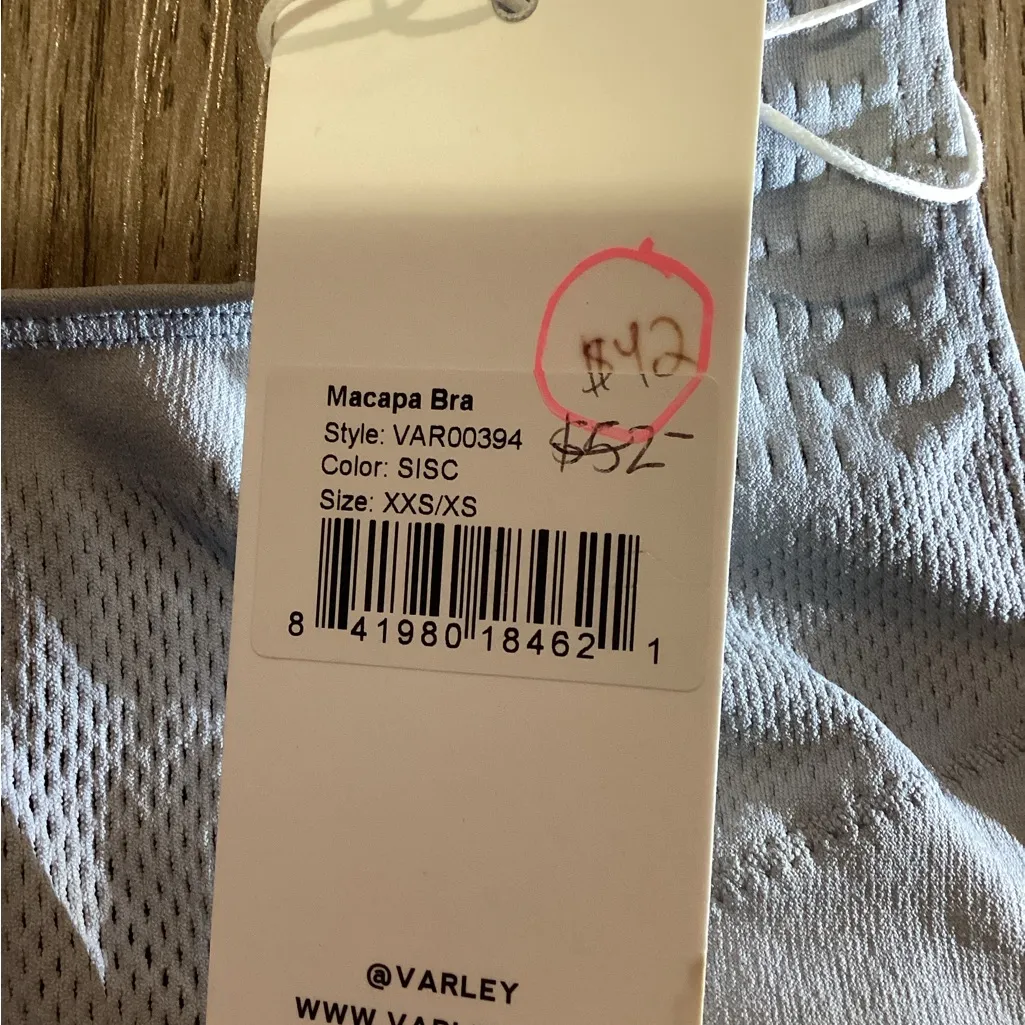 $42
Macapa Bra
Style: VAR00394
$52-
Color: SISC
Size: XXS/XS
8 41980 18462 1
@VARLEY